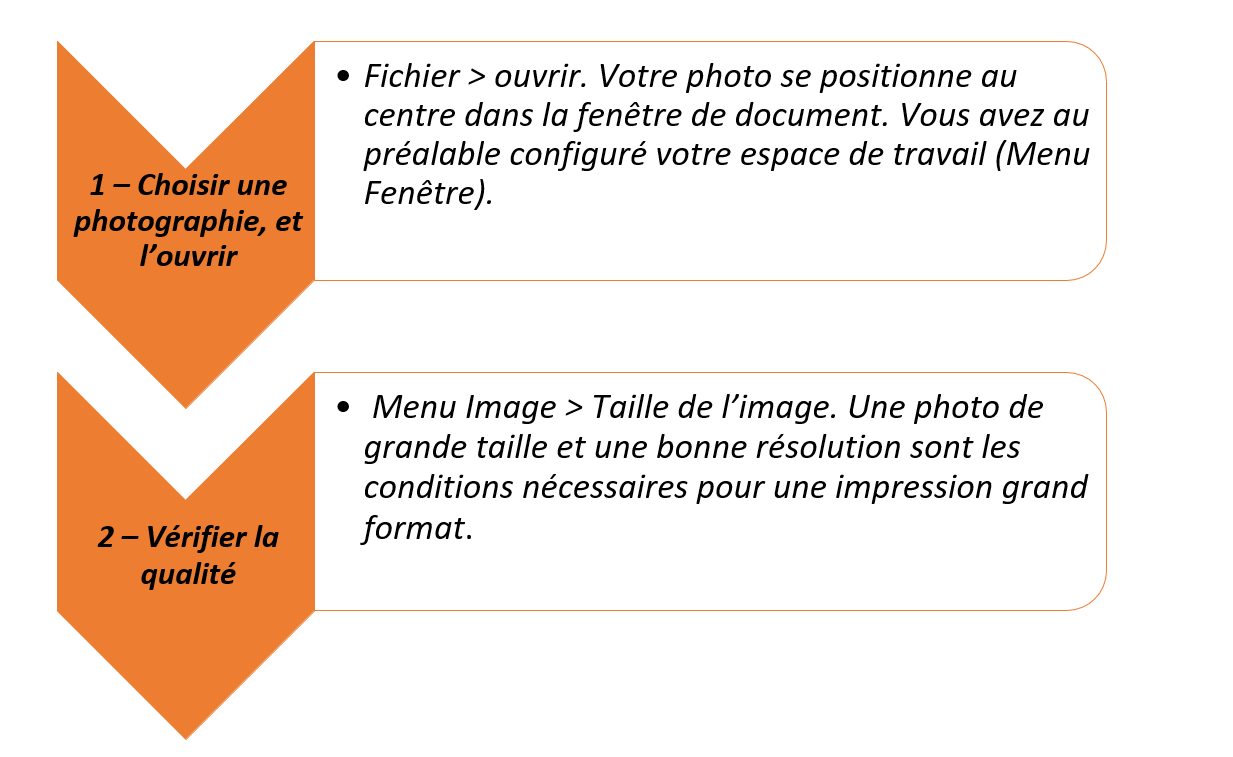 1 – Choisir une
photographie, et
l’ouvrir
• Fichier > ouvrir. Votre photo se positionne au
centre dans la fenêtre de document. Vous avez au
préalable configuré votre espace de travail (Menu
Fenêtre).
2 – Vérifier la
qualité
• Menu Image > Taille de l’image. Une photo de
grande taille et une bonne résolution sont les
conditions nécessaires pour une impression grand
format.